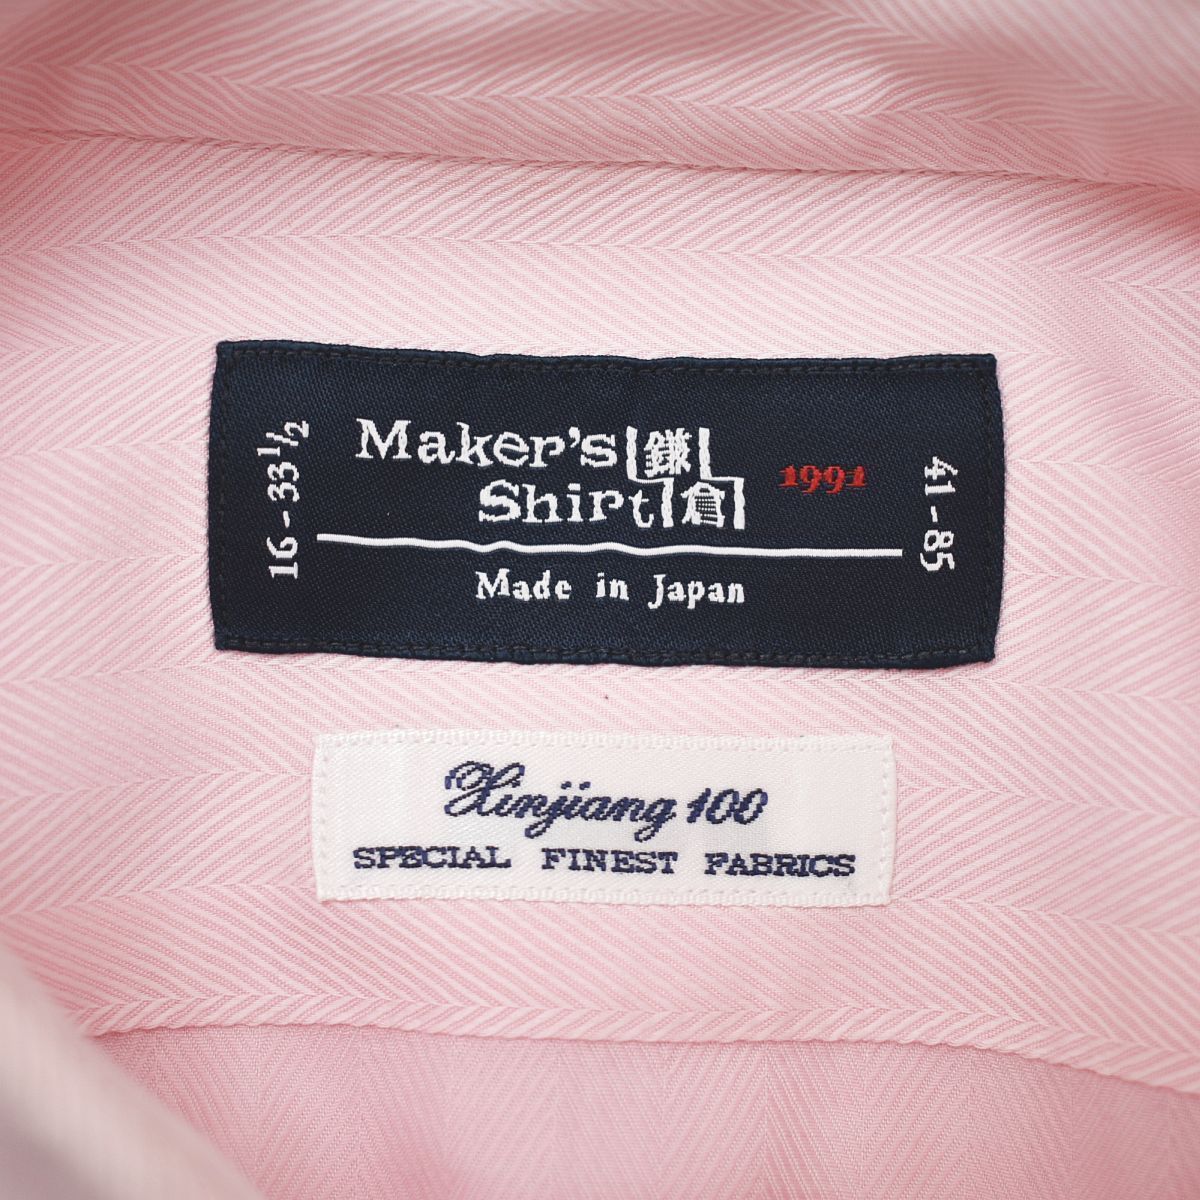 16-33½
Maker's 鎌
Shirt 倉
1991
41-85
Made in Japan
Xinjiang 100
SPECIAL FINEST FABRICS